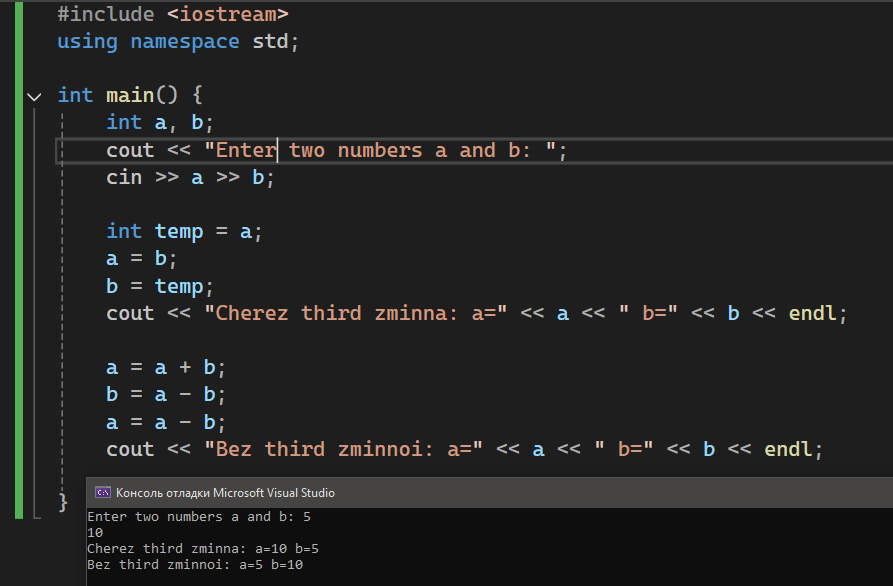 #include <iostream>
using namespace std;
int main() {
int a, b;
cout << "Enter two numbers a and b: ";
cin >> a >> b;
int temp = a;
a = b;
b = temp;
cout << "Cherez third zminna: a=" << a << " b=" << b << endl;
a = a + b;
b = a - b;
a = a - b;
cout << "Bez third zminnoi: a=" << a << " b=" << b << endl;
}
C:\ Консоль отладки Microsoft Visual Studio
Enter two numbers a and b: 5
10
Cherez third zminna: a=10 b=5
Bez third zminnoi: a=5 b=10